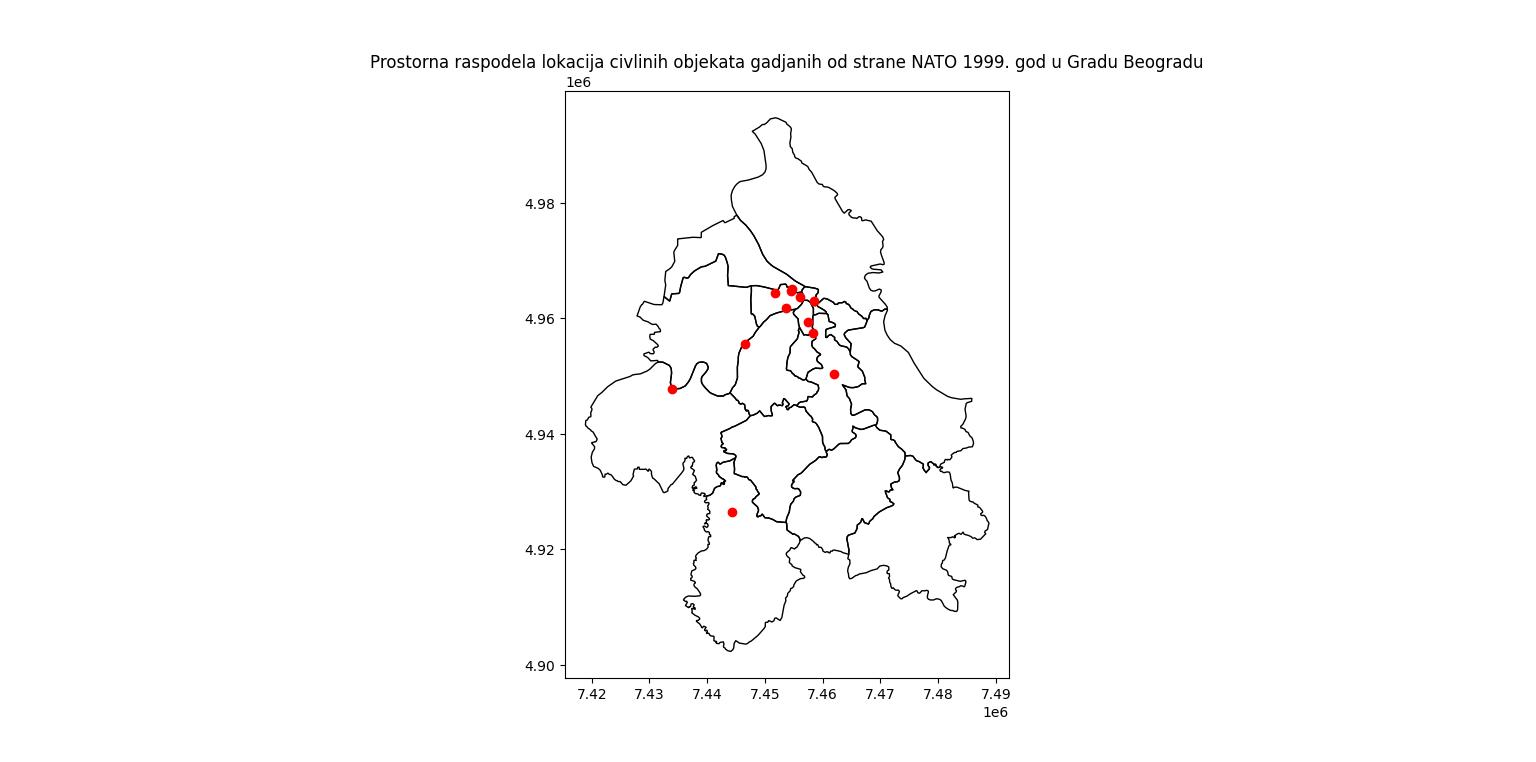 Prostorna raspodela lokacija civlinih objekata gadjanih od strane NATO 1999. god u Gradu Beogradu
1e6
4.98
4.96
4.94
4.92
4.90
7.42 7.43 7.44 7.45 7.46 7.47 7.48 7.49
1e6